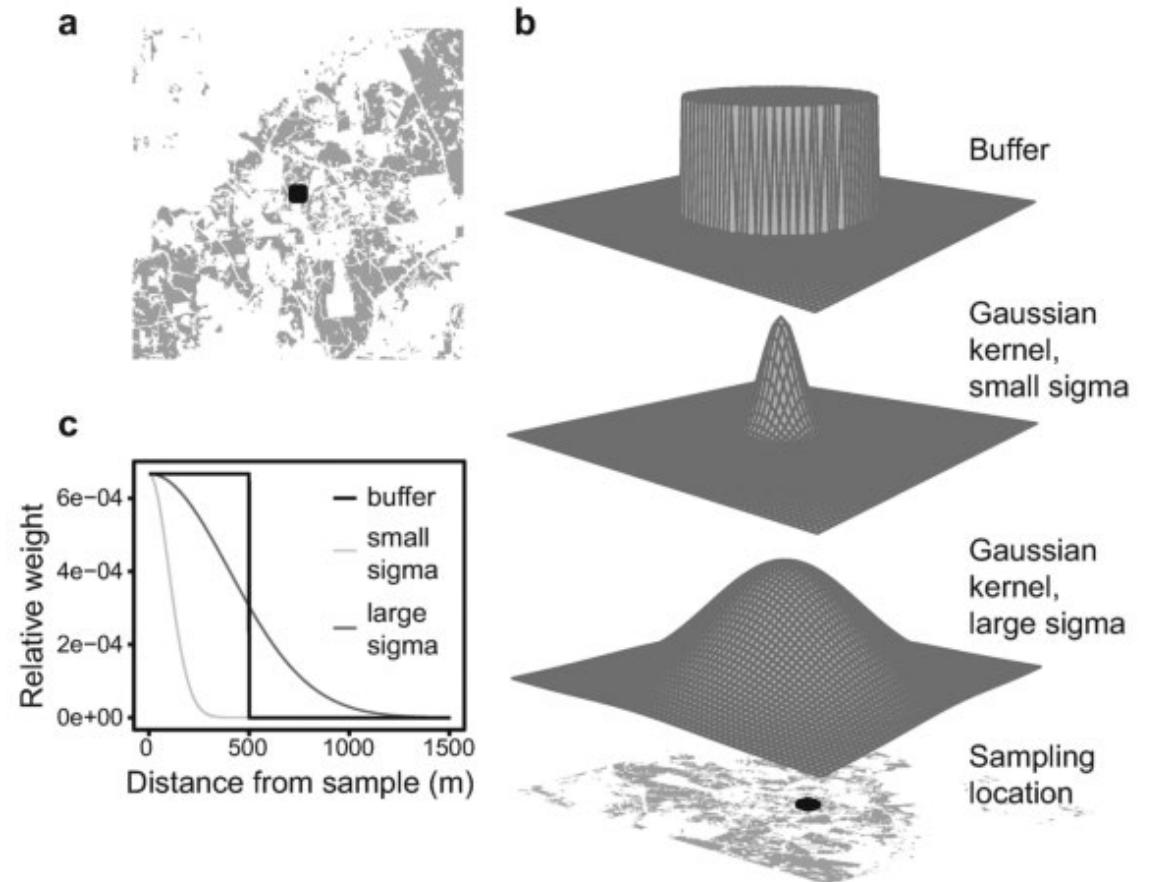 a
b
Buffer
Gaussian
kernel,
small sigma
Gaussian
kernel,
large sigma
Sampling
location
c
Relative weight
6e−04
4e−04
2e−04
0e+00
buffer
small
sigma
large
sigma
0 500 1000 1500
Distance from sample (m)